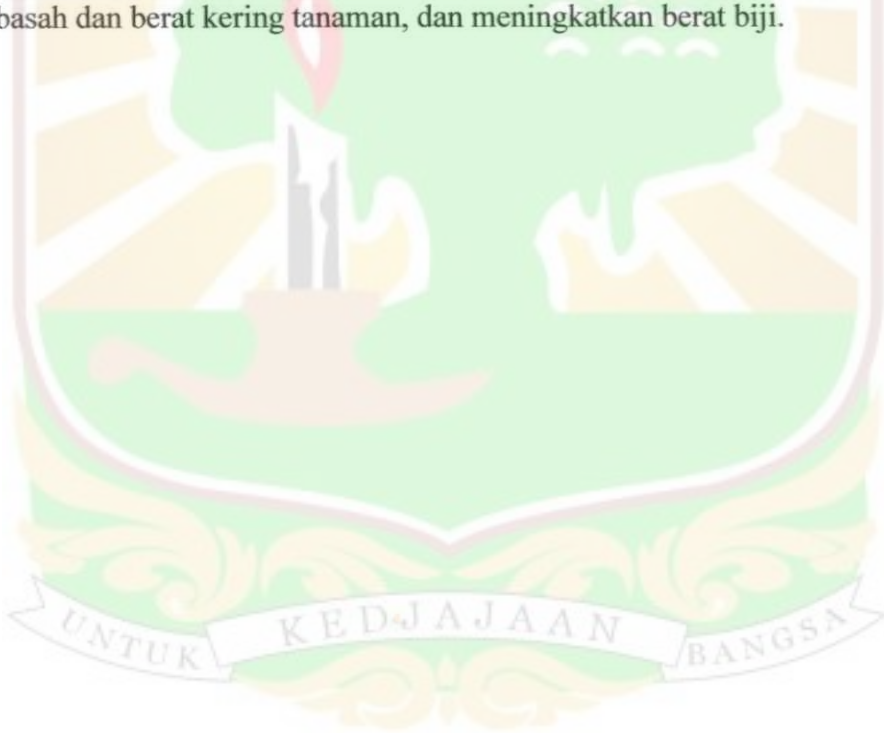 basah dan berat kering tanaman, dan meningkatkan berat biji.
UNTUK KEDJAJAAN BANGSA